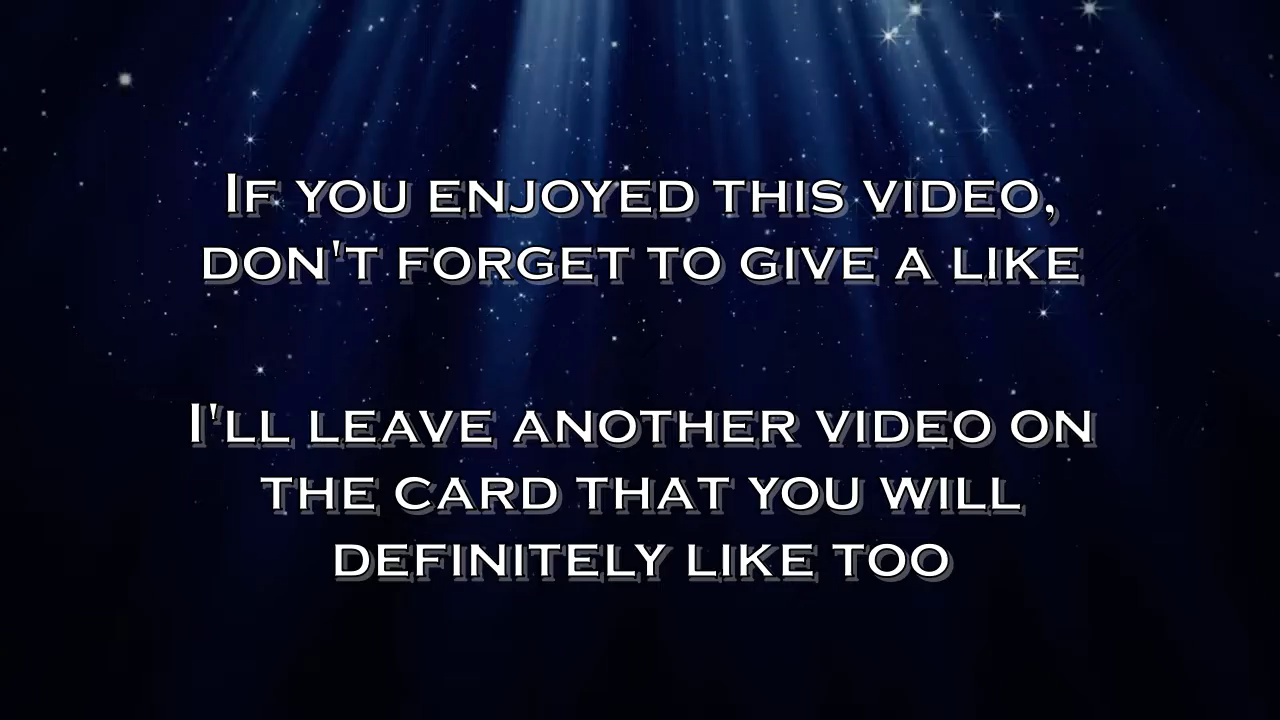 If you enjoyed this video,
don't forget to give a like
I'll leave another video on
the card that you will
definitely like too